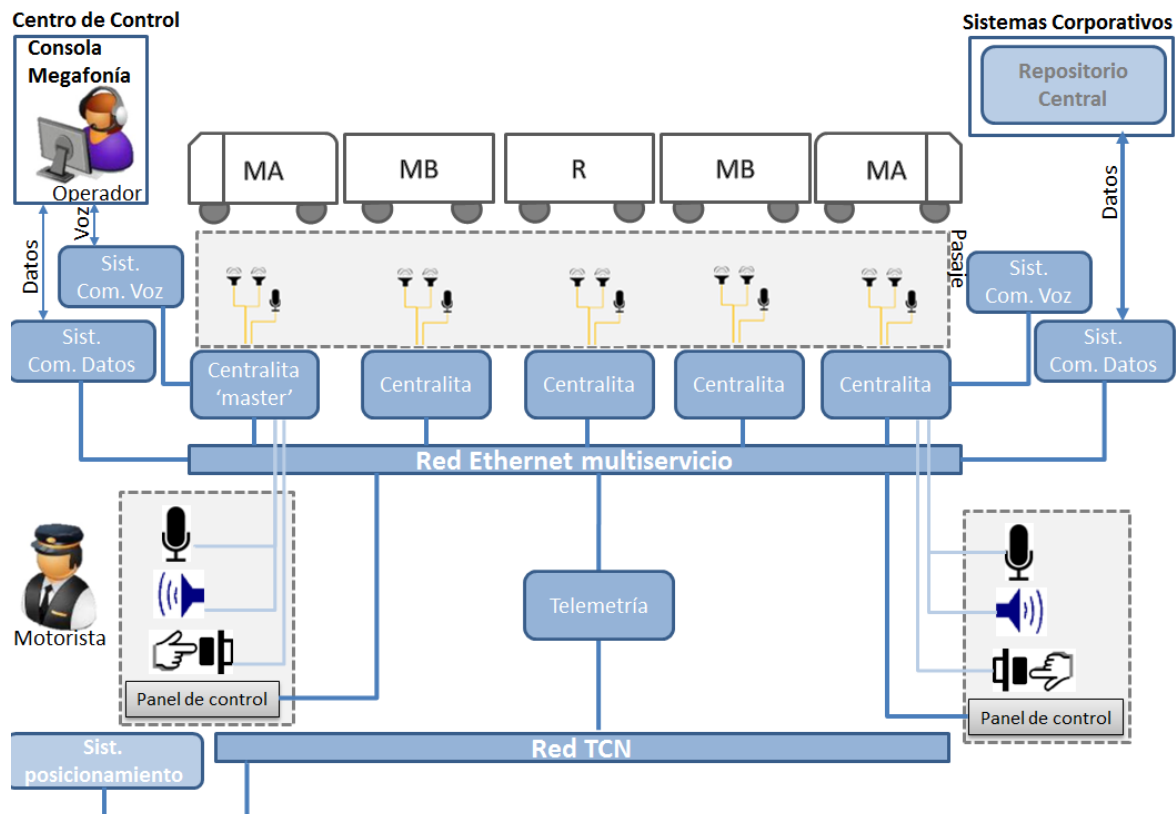 Centro de Control
Sistemas Corporativos
Consola
Megafonía
Operador
Repositorio
Central
MA
MB
R
MB
MA
Datos
Voz
Datos
Pasaje
Sist.
Com. Voz
Sist.
Com. Voz
Sist.
Com. Datos
Sist.
Com. Datos
Centralita
‘master’
Centralita
Centralita
Centralita
Centralita
Red Ethernet multiservicio
Motorista
Telemetría
Panel de control
Panel de control
Red TCN
Sist.
posicionamiento